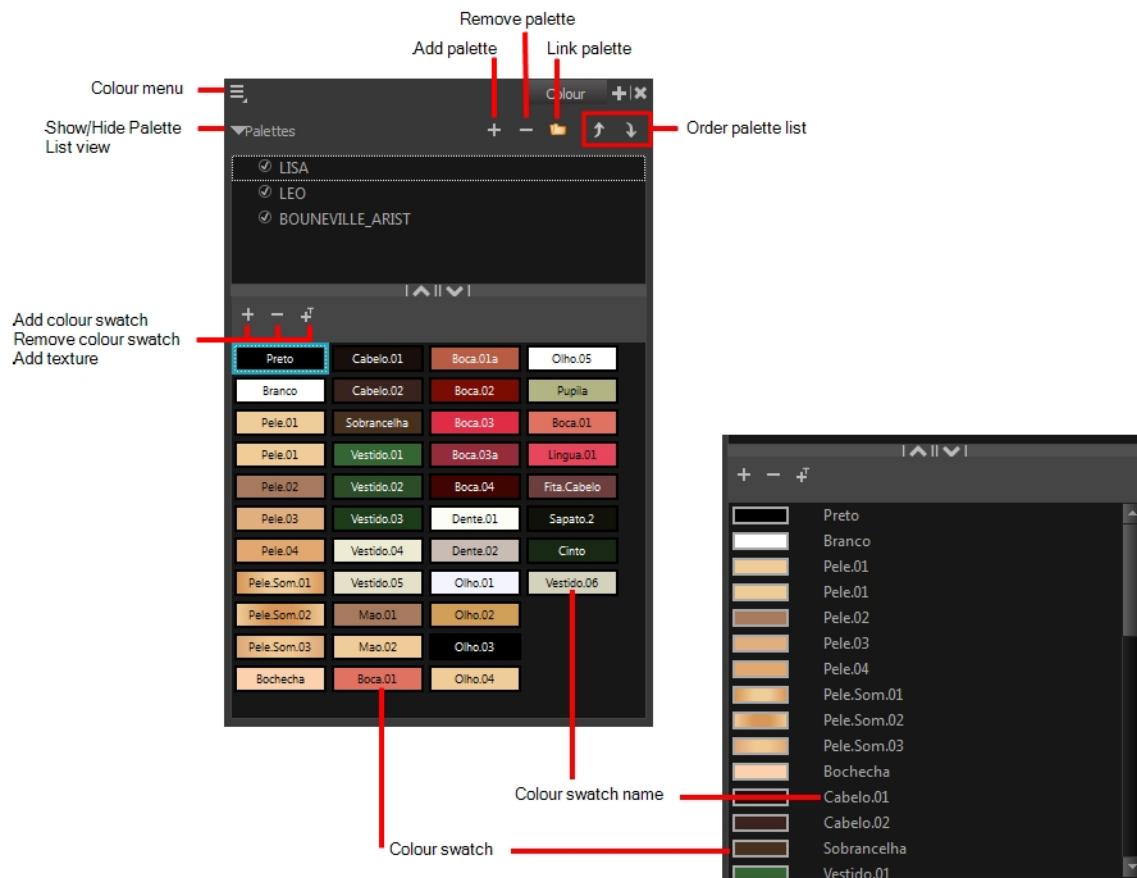 Remove palette
Add palette
Link palette
Colour menu
Colour
Show/Hide Palette
List view
Palettes
Order palette list
LISA
LEO
BOUNEVILLE_ARIST
Add colour swatch
Remove colour swatch
Add texture
Preto Cabelo.01 Boca.01a Olho.05
Branco Cabelo.02 Boca.02 Pupila
Pele.01 Sobrancelha Boca.03 Boca.01
Pele.01 Vestido.01 Boca.03a Lingua.01
Pele.02 Vestido.02 Boca.04 Fita.Cabelo
Pele.03 Vestido.03 Dente.01 Sapato.2
Pele.04 Vestido.04 Dente.02 Cinto
Pele.Som.01 Vestido.05 Olho.01 Vestido.06
Pele.Som.02 Mao.01 Olho.02
Pele.Som.03 Mao.02 Olho.03
Bochecha Boca.01 Olho.04
Colour swatch name
Colour swatch
Preto
Branco
Pele.01
Pele.01
Pele.02
Pele.03
Pele.04
Pele.Som.01
Pele.Som.02
Pele.Som.03
Bochecha
Cabelo.01
Cabelo.02
Sobrancelha
Vestido.01